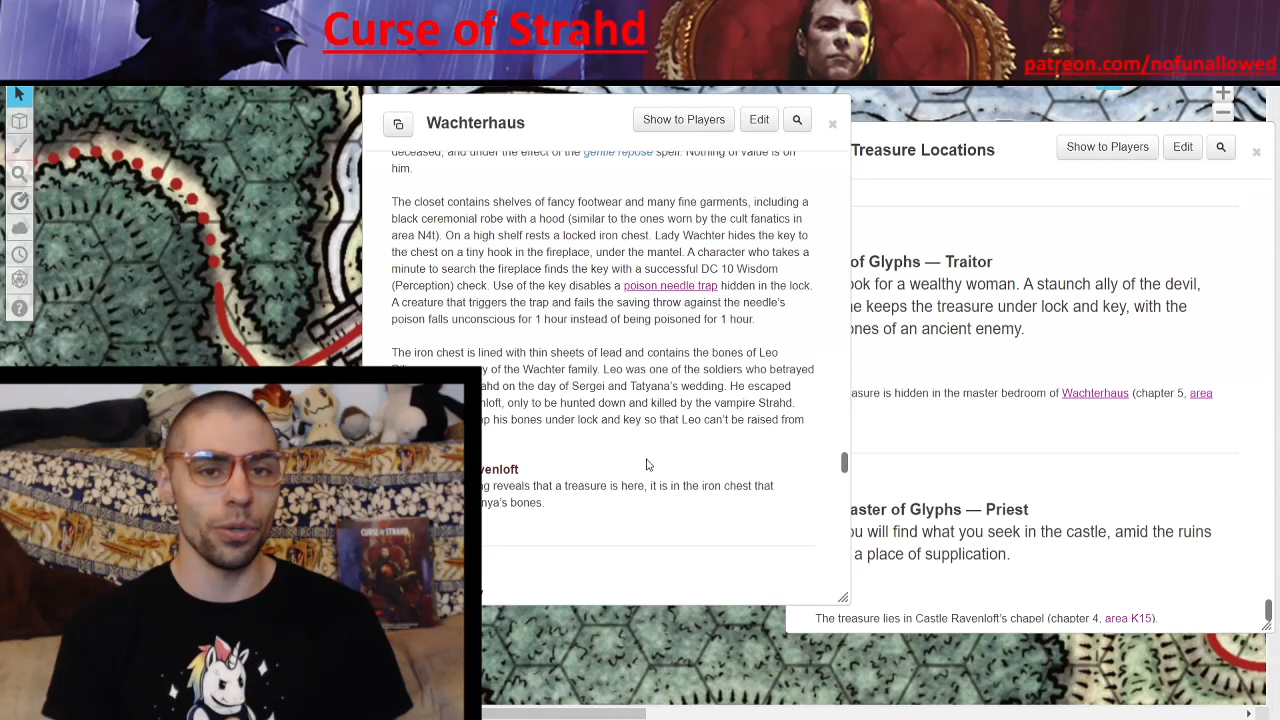 Curse of Strahd
patreon.com/nofunallowed
Wachterhaus
Show to Players
Edit
deceased, and under the effect of the gentle repose spell. Nothing of value is on
him.
The closet contains shelves of fancy footwear and many fine garments, including a
black ceremonial robe with a hood (similar to the ones worn by the cult fanatics in
area N4t). On a high shelf rests a locked iron chest. Lady Wachter hides the key to
the chest on a tiny hook in the fireplace, under the mantel. A character who takes a
minute to search the fireplace finds the key with a successful DC 10 Wisdom
(Perception) check. Use of the key disables a poison needle trap hidden in the lock.
A creature that triggers the trap and fails the saving throw against the needle's
poison falls unconscious for 1 hour instead of being poisoned for 1 hour.
The iron chest is lined with thin sheets of lead and contains the bones of Leo
y of the Wachter family. Leo was one of the soldiers who betrayed
ahd on the day of Sergei and Tatyana's wedding. He escaped
nloft, only to be hunted down and killed by the vampire Strahd.
p his bones under lock and key so that Leo can't be raised from
venloft
ng reveals that a treasure is here, it is in the iron chest that
nya's bones.
Treasure Locations
Show to Players
Edit
of Glyphs — Traitor
ok for a wealthy woman. A staunch ally of the devil,
e keeps the treasure under lock and key, with the
ones of an ancient enemy.
asure is hidden in the master bedroom of Wachterhaus (chapter 5, area
aster of Glyphs — Priest
ou will find what you seek in the castle, amid the ruins
a place of supplication.
The treasure lies in Castle Ravenloft's chapel (chapter 4, area K15).
CURSE OF STRAHD